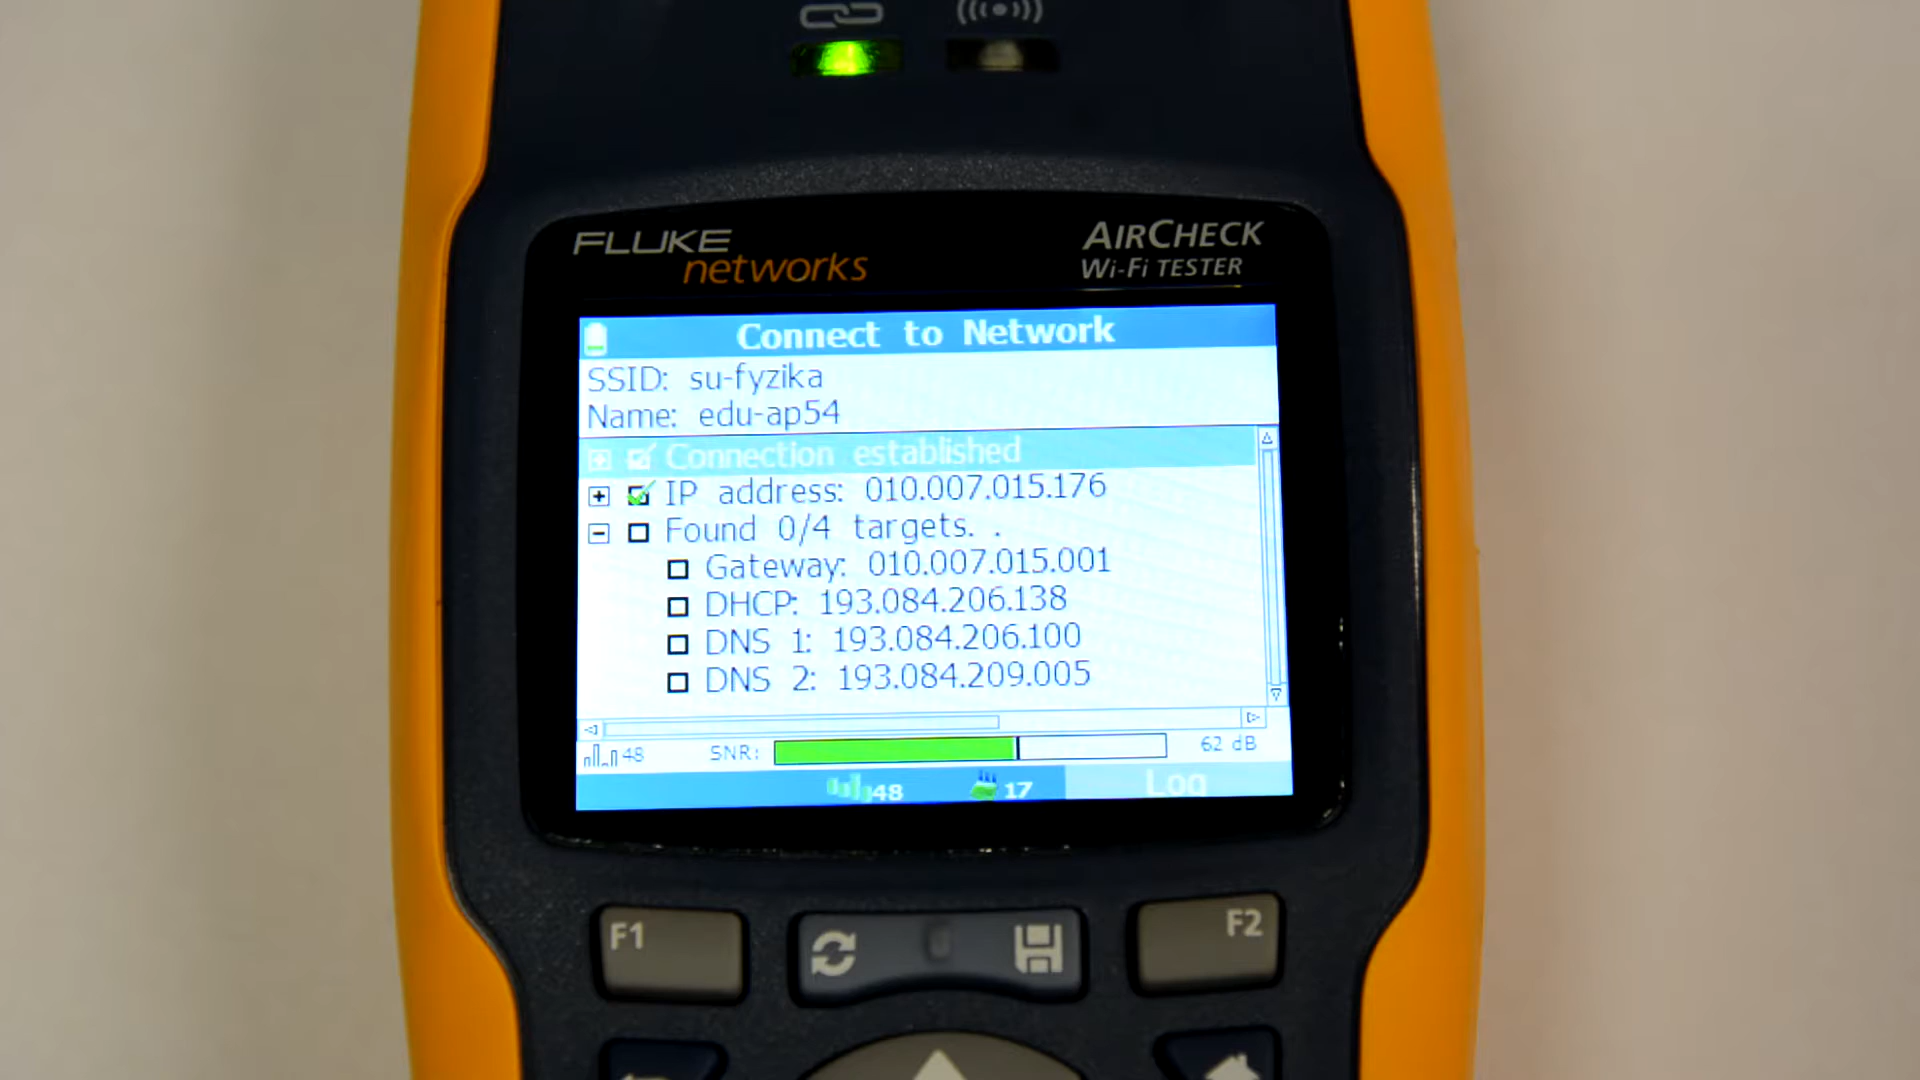 FLUKE
networks
AIRCHECK
Wi-Fi TESTER
Connect to Network
SSID: su-fyzika
Name: edu-ap54
Connection established
IP address: 010.007.015.176
Found 0/4 targets. .
Gateway: 010.007.015.001
DHCP: 193.084.206.138
DNS 1: 193.084.206.100
DNS 2: 193.084.209.005
48 SNR: 62 dB
48 17 Log
F1
F2